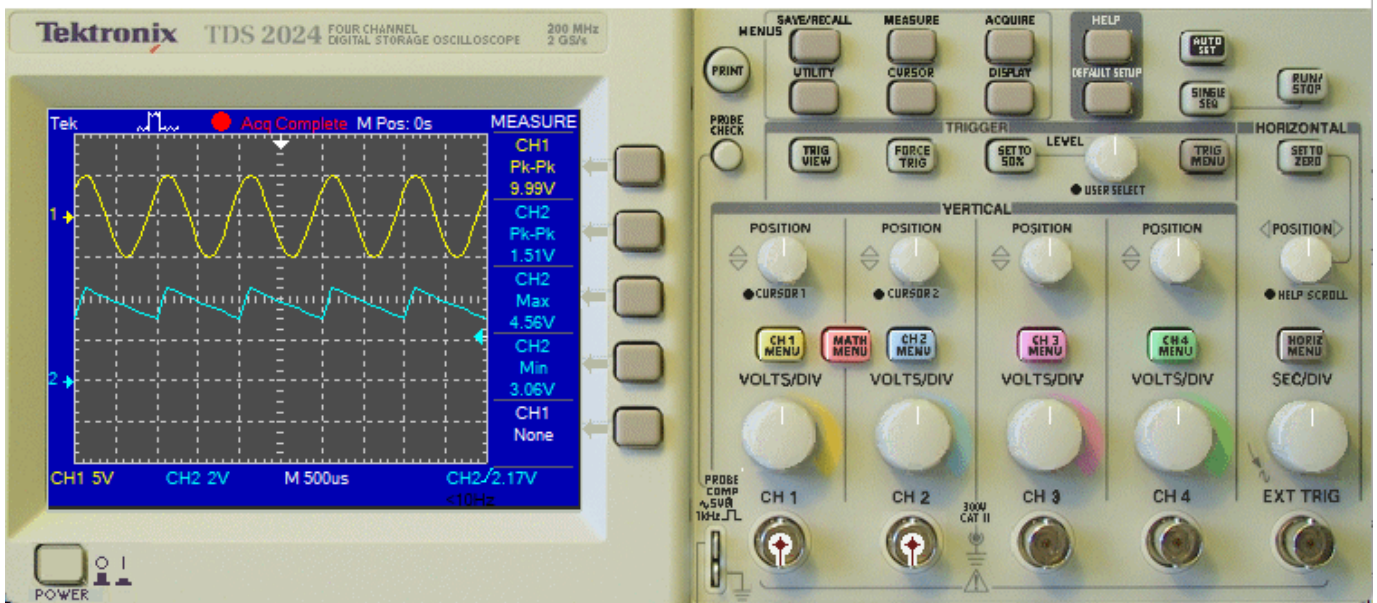 Tektronix TDS 2024 FOUR CHANNEL DIGITAL STORAGE OSCILLOSCOPE 200 MHz 2 GS/s
Tek Acq Complete M Pos: 0s MEASURE
CH1
Pk-Pk
9.99V
CH2
Pk-Pk
1.51V
CH2
Max
4.56V
CH2
Min
3.06V
CH1
None
1
2
CH1 5V CH2 2V M 500us CH2 2.17V
<10Hz
POWER
PRINT
MENUS
SAVE/RECALL MEASURE ACQUIRE HELP
UTILITY CURSOR DISPLAY DEFAULT SETUP
AUTO SET
SINGLE SEQ
RUN/STOP
PROBE CHECK
TRIGGER
TRIG VIEW
FORCE TRIG
SET TO 50%
LEVEL
USER SELECT
TRIG MENU
HORIZONTAL
SET TO ZERO
VERTICAL
POSITION POSITION POSITION POSITION POSITION
CURSOR 1 CURSOR 2 HELP SCROLL
CH 1 MENU
MATH MENU
CH 2 MENU
CH 3 MENU
CH 4 MENU
HORIZ MENU
VOLTS/DIV VOLTS/DIV VOLTS/DIV VOLTS/DIV SEC/DIV
PROBE COMP
~5V@
1kHz
CH 1 CH 2 CH 3 CH 4 EXT TRIG
300V
CAT II